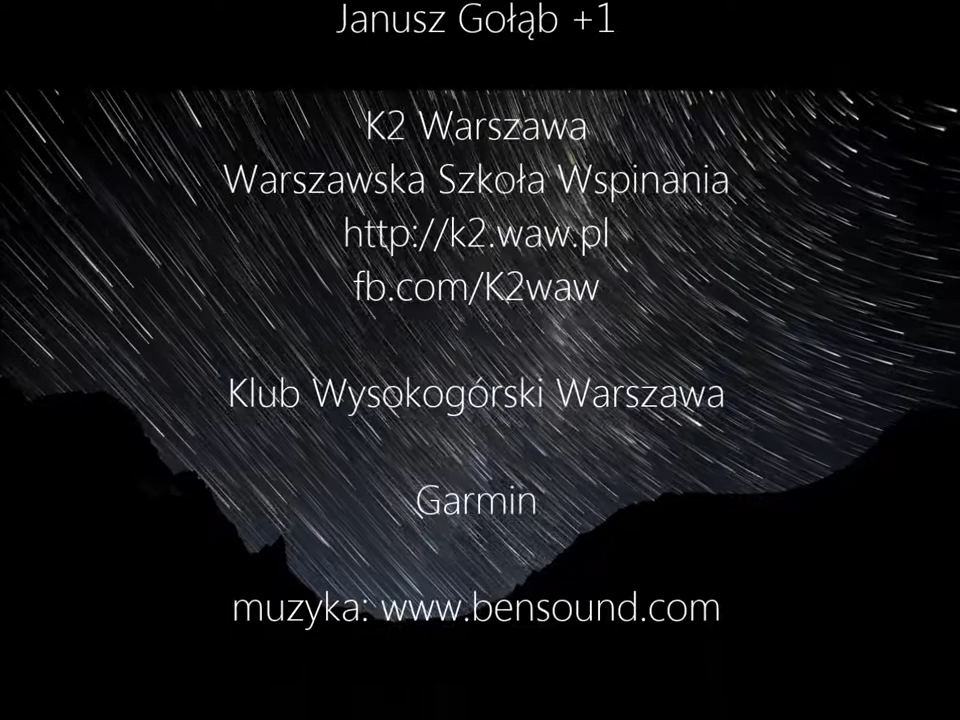 Janusz Gołąb +1
K2 Warszawa
Warszawska Szkoła Wspinania
http://k2.waw.pl
fb.com/K2waw
Klub Wysokogórski Warszawa
Garmin
muzyka: www.bensound.com